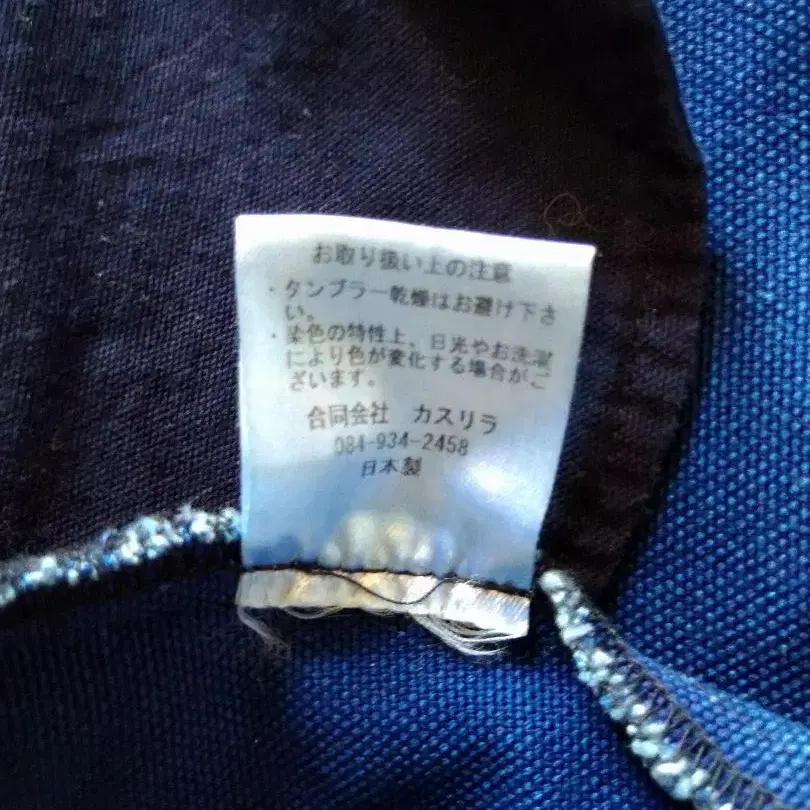 お取り扱い上の注意
・タンブラー乾燥はお避け下さ
い。
・染色の特性上、日光やお洗濯
により色が変化する場合がご
ざいます。
合同会社 カスリラ
084-934-2458
日本製